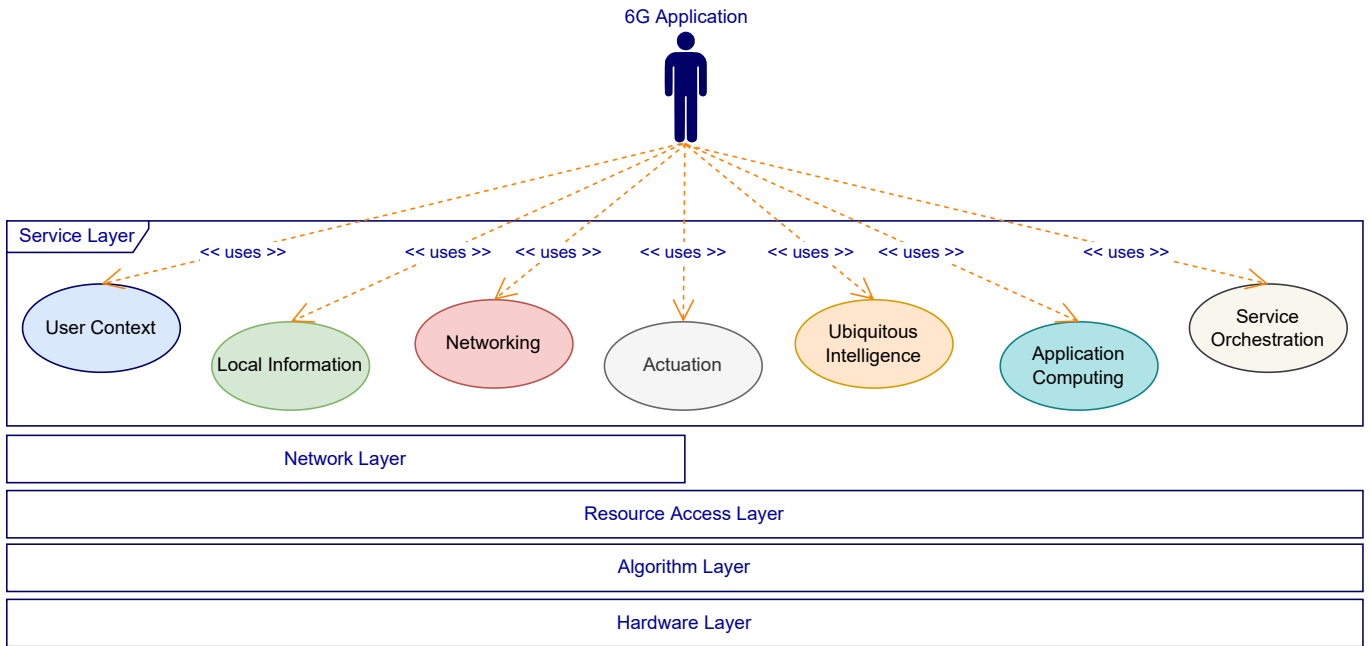 6G Application
Service Layer
<< uses >>
<< uses >>
<< uses >>
<< uses >>
<< uses >>
<< uses >>
<< uses >>
User Context
Local Information
Networking
Actuation
Ubiquitous
Intelligence
Application
Computing
Service
Orchestration
Network Layer
Resource Access Layer
Algorithm Layer
Hardware Layer